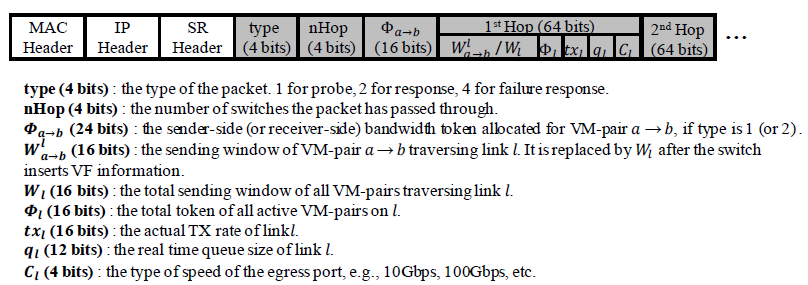 MAC Header IP Header SR Header type (4 bits) nHop (4 bits) Φa→b (16 bits) 1st Hop (64 bits) W^l_a→b / Wl Φl txl ql Cl 2nd Hop (64 bits) ...
type (4 bits) : the type of the packet. 1 for probe, 2 for response, 4 for failure response.
nHop (4 bits) : the number of switches the packet has passed through.
Φa→b (24 bits) : the sender-side (or receiver-side) bandwidth token allocated for VM-pair a → b, if type is 1 (or 2).
W^l_a→b (16 bits) : the sending window of VM-pair a → b traversing link l. It is replaced by Wl after the switch
inserts VF information.
Wl (16 bits) : the total sending window of all VM-pairs traversing link l.
Φl (16 bits) : the total token of all active VM-pairs on l.
txl (16 bits) : the actual TX rate of linkl.
ql (12 bits) : the real time queue size of link l.
Cl (4 bits) : the type of speed of the egress port, e.g., 10Gbps, 100Gbps, etc.